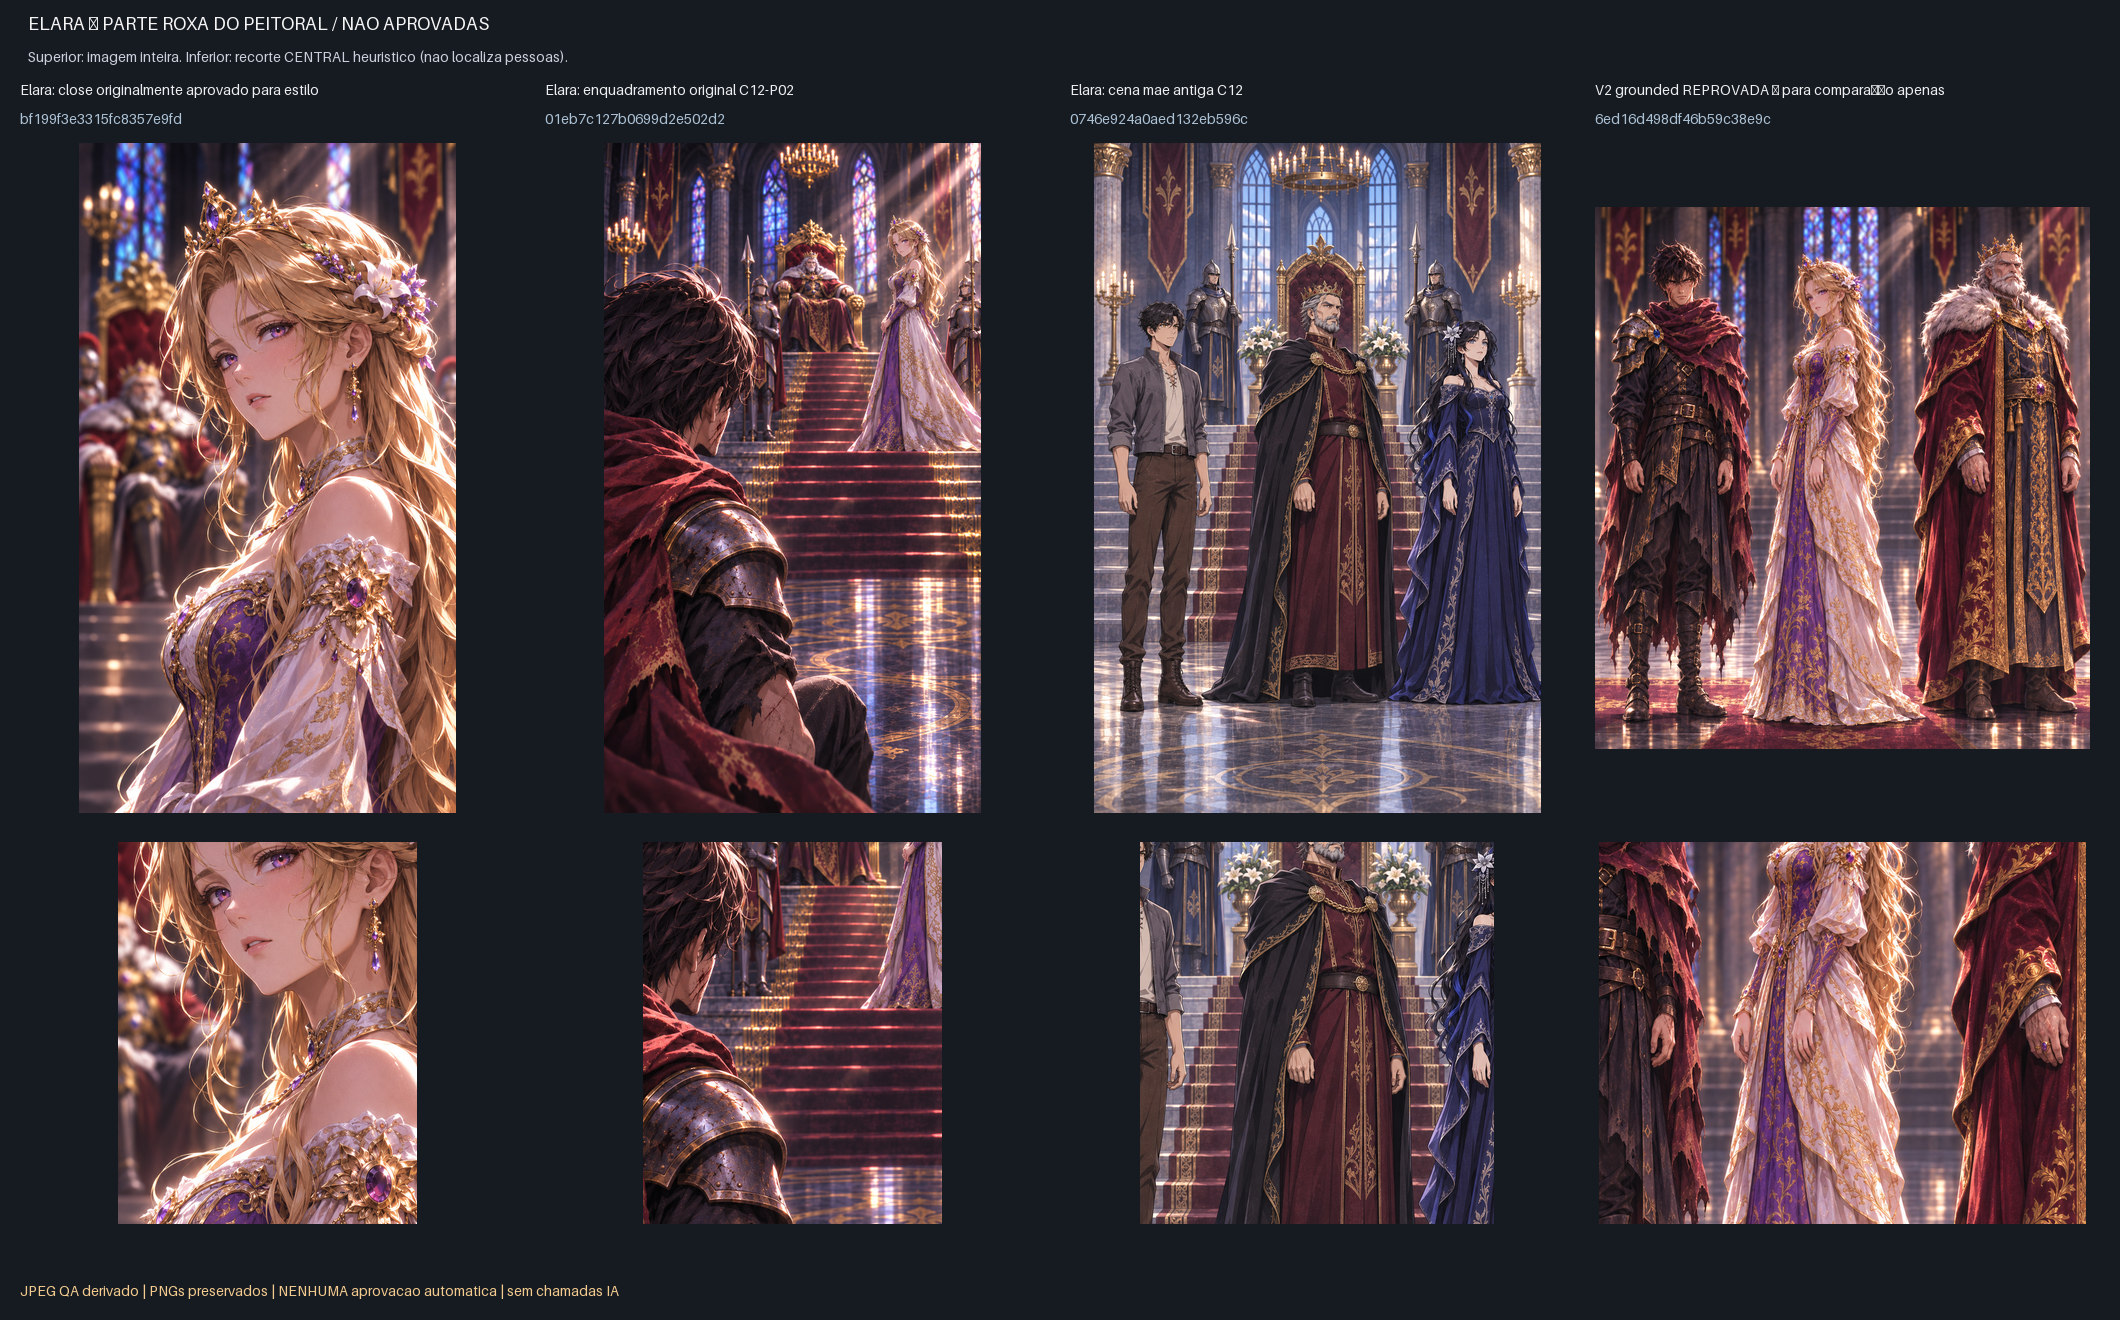 ELARA ▯ PARTE ROXA DO PEITORAL / NAO APROVADAS
Superior: imagem inteira. Inferior: recorte CENTRAL heuristico (nao localiza pessoas).
Elara: close originalmente aprovado para estilo
bf199f3e3315fc8357e9fd
Elara: enquadramento original C12-P02
01eb7c127b0699d2e502d2
Elara: cena mae antiga C12
0746e924a0aed132eb596c
V2 grounded REPROVADA ▯ para compara▯▯o apenas
6ed16d498df46b59c38e9c
JPEG QA derivado | PNGs preservados | NENHUMA aprovacao automatica | sem chamadas IA